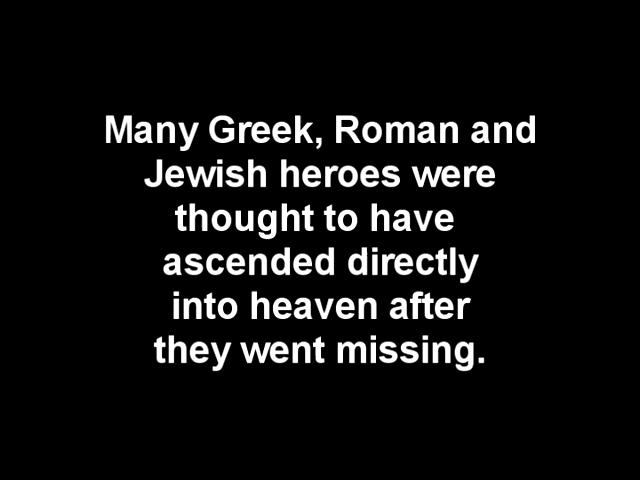 Many Greek, Roman and
Jewish heroes were
thought to have
ascended directly
into heaven after
they went missing.